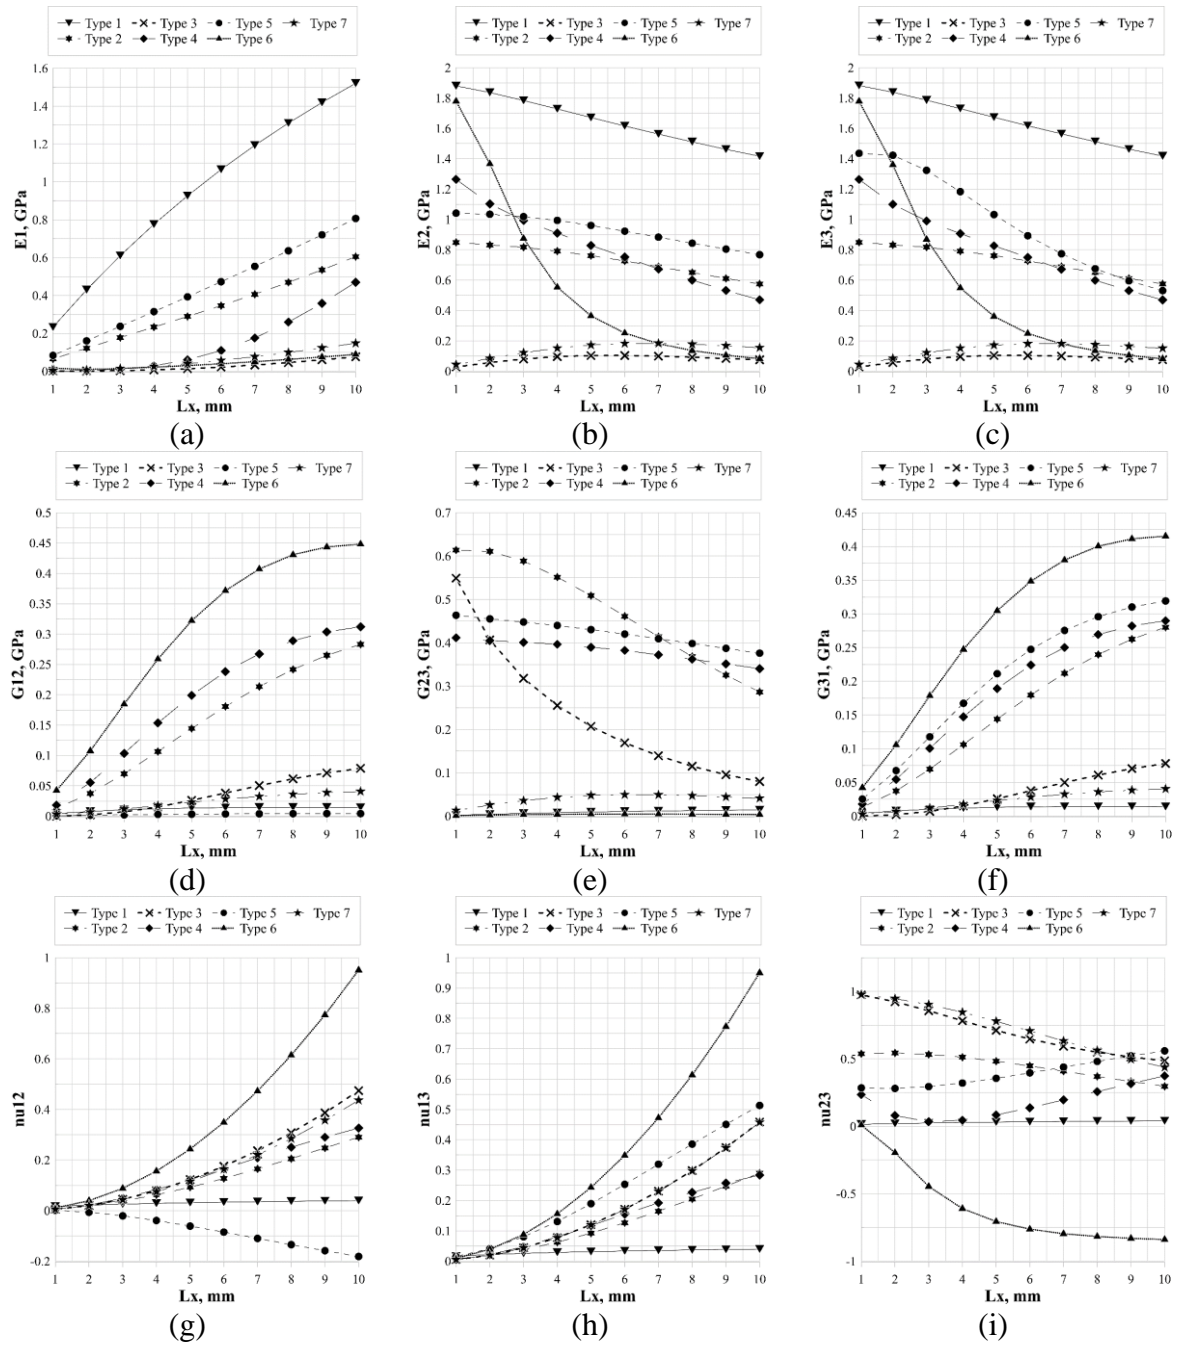 Type 1 Type 3 Type 5 Type 7
Type 2 Type 4 Type 6
1.6
1.4
1.2
1
0.8
0.6
0.4
0.2
0
E1, GPa
1 2 3 4 5 6 7 8 9 10
Lx, mm
(a)
Type 1 Type 3 Type 5 Type 7
Type 2 Type 4 Type 6
2
1.8
1.6
1.4
1.2
1
0.8
0.6
0.4
0.2
0
E2, GPa
1 2 3 4 5 6 7 8 9 10
Lx, mm
(b)
Type 1 Type 3 Type 5 Type 7
Type 2 Type 4 Type 6
2
1.8
1.6
1.4
1.2
1
0.8
0.6
0.4
0.2
0
E3, GPa
1 2 3 4 5 6 7 8 9 10
Lx, mm
(c)
Type 1 Type 3 Type 5 Type 7
Type 2 Type 4 Type 6
0.5
0.45
0.4
0.35
0.3
0.25
0.2
0.15
0.1
0.05
0
G12, GPa
1 2 3 4 5 6 7 8 9 10
Lx, mm
(d)
Type 1 Type 3 Type 5 Type 7
Type 2 Type 4 Type 6
0.7
0.6
0.5
0.4
0.3
0.2
0.1
0
G23, GPa
1 2 3 4 5 6 7 8 9 10
Lx, mm
(e)
Type 1 Type 3 Type 5 Type 7
Type 2 Type 4 Type 6
0.45
0.4
0.35
0.3
0.25
0.2
0.15
0.1
0.05
0
G31, GPa
1 2 3 4 5 6 7 8 9 10
Lx, mm
(f)
Type 1 Type 3 Type 5 Type 7
Type 2 Type 4 Type 6
1
0.8
0.6
0.4
0.2
0
-0.2
nu12
1 2 3 4 5 6 7 8 9 10
Lx, mm
(g)
Type 1 Type 3 Type 5 Type 7
Type 2 Type 4 Type 6
1
0.9
0.8
0.7
0.6
0.5
0.4
0.3
0.2
0.1
0
nu13
1 2 3 4 5 6 7 8 9 10
Lx, mm
(h)
Type 1 Type 3 Type 5 Type 7
Type 2 Type 4 Type 6
1
0.5
0
-0.5
-1
nu23
1 2 3 4 5 6 7 8 9 10
Lx, mm
(i)